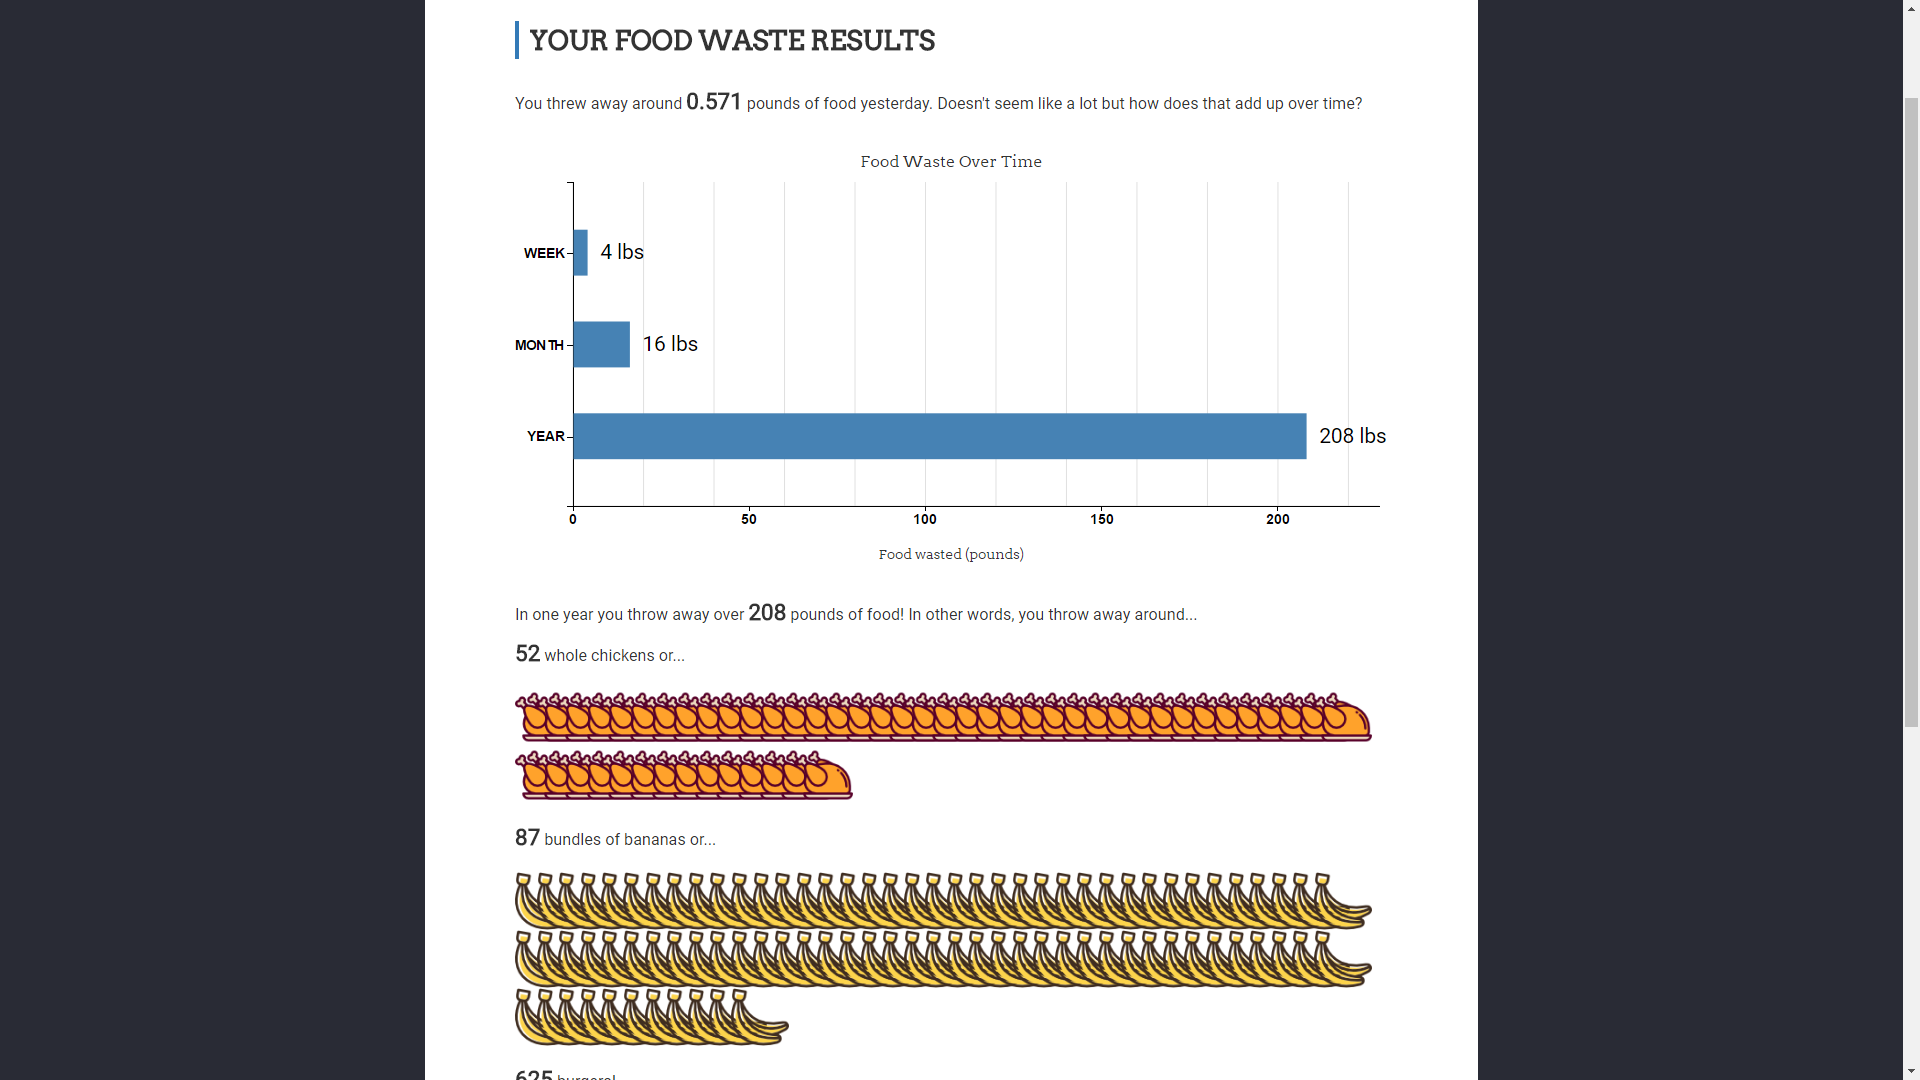 YOUR FOOD WASTE RESULTS
You threw away around 0.571 pounds of food yesterday. Doesn't seem like a lot but how does that add up over time?
Food Waste Over Time
WEEK 4 lbs
MONTH 16 lbs
YEAR 208 lbs
0 50 100 150 200
Food wasted (pounds)
In one year you throw away over 208 pounds of food! In other words, you throw away around...
52 whole chickens or...
87 bundles of bananas or...
625 burgers!